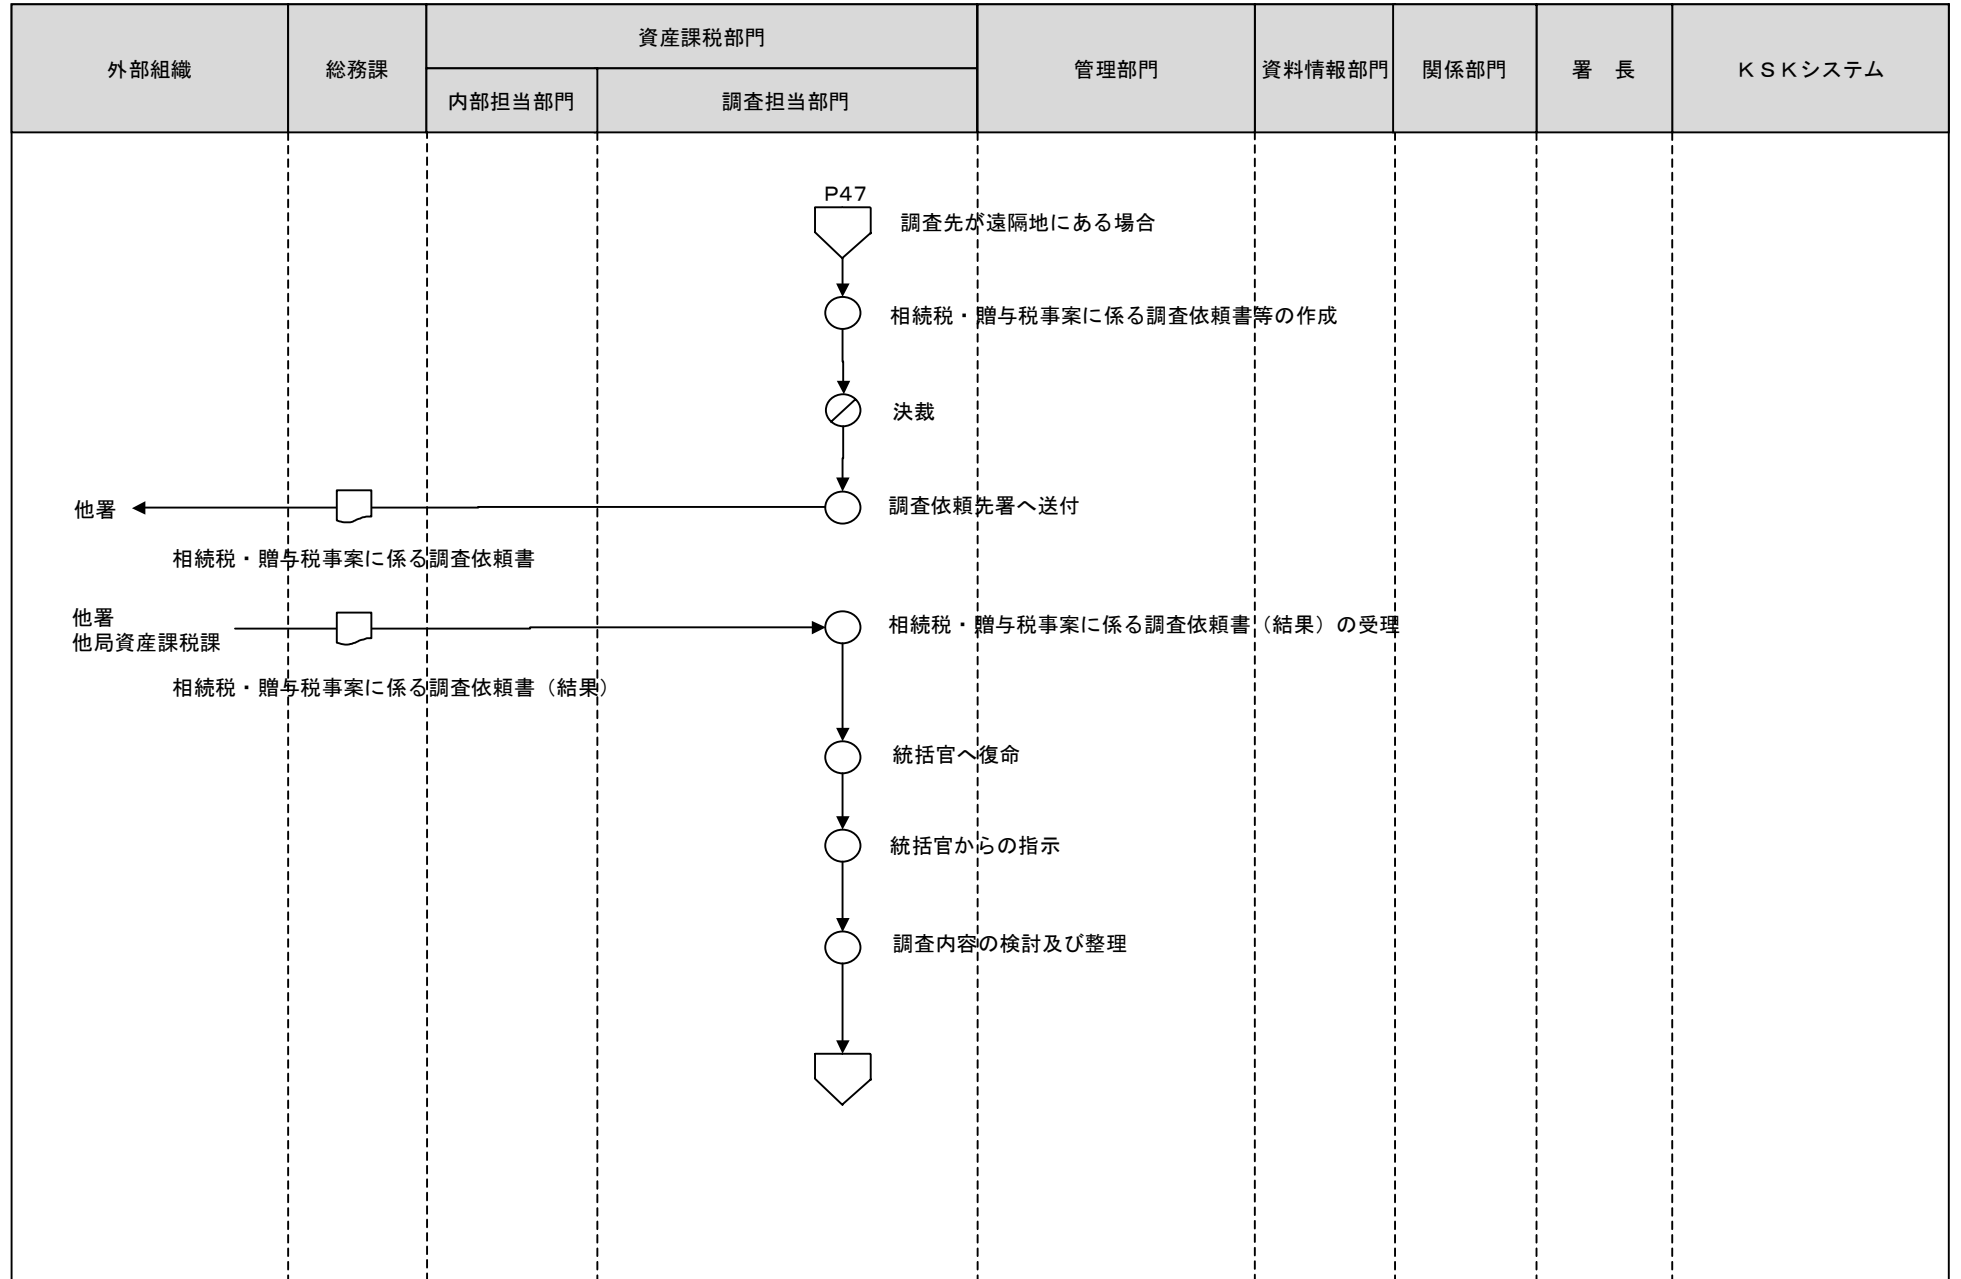 外部組織
総務課
資産課税部門
内部担当部門
調査担当部門
管理部門
資料情報部門
関係部門
署　長
ＫＳＫシステム
P47
調査先が遠隔地にある場合
相続税・贈与税事案に係る調査依頼書等の作成
決裁
他署
調査依頼先署へ送付
相続税・贈与税事案に係る調査依頼書
他署
他局資産課税課
相続税・贈与税事案に係る調査依頼書（結果）の受理
相続税・贈与税事案に係る調査依頼書（結果）
統括官へ復命
統括官からの指示
調査内容の検討及び整理